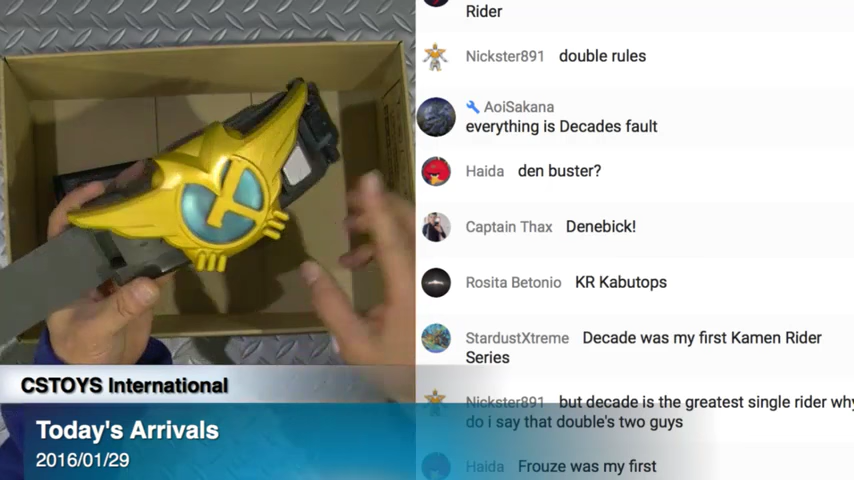 Rider
Nickster891 double rules
AoiSakana
everything is Decades fault
Haida den buster?
Captain Thax Denebick!
Rosita Betonio KR Kabutops
StardustXtreme Decade was my first Kamen Rider
Series
Nickster891 but decade is the greatest single rider why
do i say that double's two guys
Haida Frouze was my first
CSTOYS International
Today's Arrivals
2016/01/29